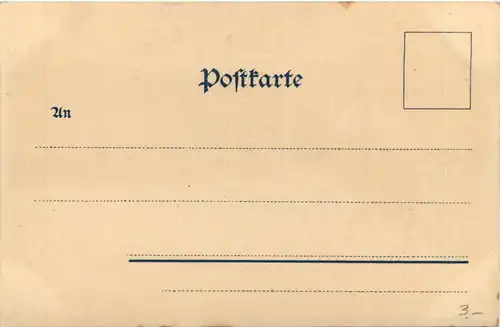 Postkarte
An
3.-